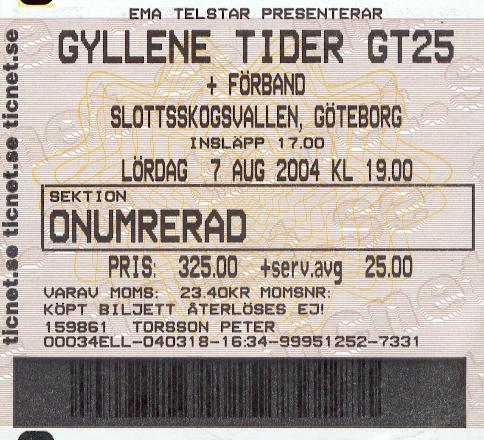 EMA TELSTAR PRESENTERAR
GYLLENE TIDER GT25
+ FÖRBAND
SLOTTSSKOGSVALLEN, GÖTEBORG
INSLÄPP 17.00
LÖRDAG 7 AUG 2004 KL 19.00
SEKTION
ONUMRERAD
PRIS: 325.00 +serv.avg 25.00
VARAV MOMS: 23.40KR MOMSNR:
KÖPT BILJETT ÅTERLÖSES EJ!
159861 TORSSON PETER
00034ELL-040318-16:34-99951252-7331
ticnet.se ticnet.se ticnet.se